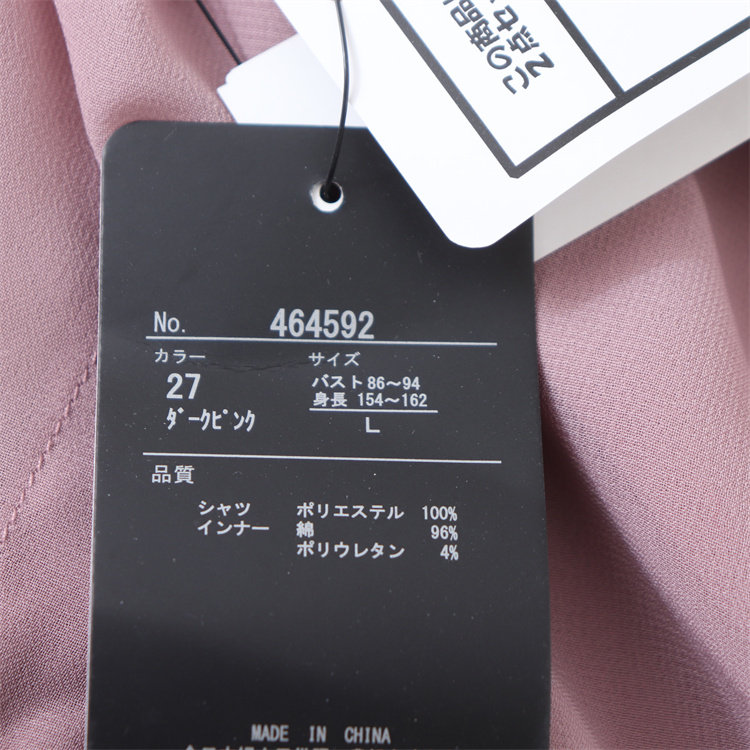 この商品
2点セッ
No. 464592
カラー サイズ
27 バスト86〜94
ﾀﾞｰｸﾋﾟﾝｸ 身長 154〜162
L
品質
シャツ ポリエステル 100%
インナー 綿 96%
ポリウレタン 4%
MADE IN CHINA